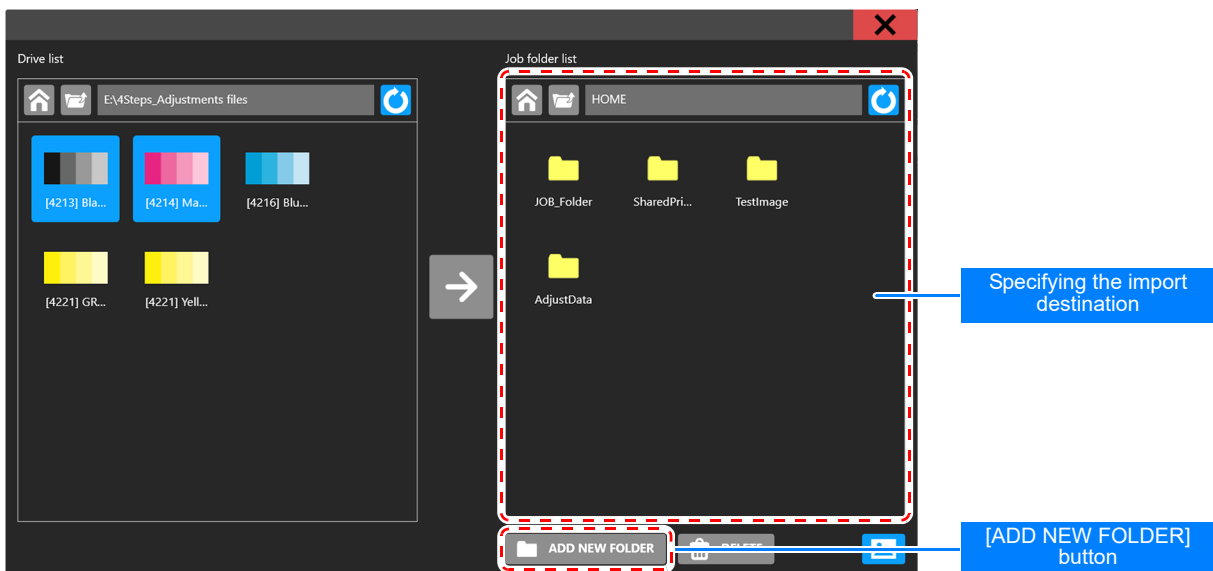 Drive list
Job folder list
E:\4Steps_Adjustments files
HOME
[4213] Bla...
[4214] Ma...
[4216] Blu...
JOB_Folder
SharedPri...
TestImage
[4221] GR...
[4221] Yell...
AdjustData
Specifying the import
destination
ADD NEW FOLDER
DELETE
[ADD NEW FOLDER]
button